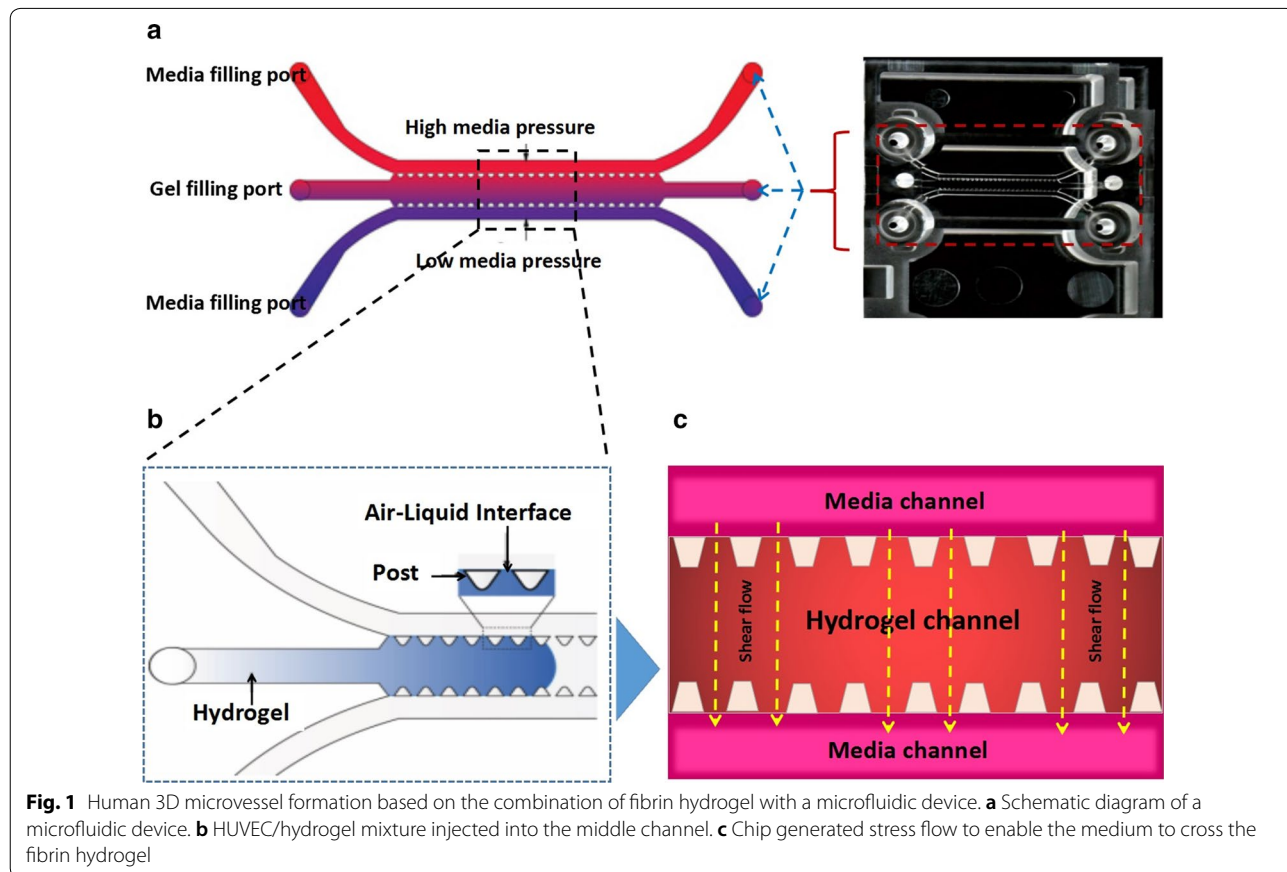 a
Media filling port
High media pressure
Gel filling port
Low media pressure
Media filling port
b
c
Air-Liquid Interface
Post
Hydrogel
Media channel
Shear flow
Hydrogel channel
Shear flow
Media channel
Fig. 1 Human 3D microvessel formation based on the combination of fibrin hydrogel with a microfluidic device. a Schematic diagram of a
microfluidic device. b HUVEC/hydrogel mixture injected into the middle channel. c Chip generated stress flow to enable the medium to cross the
fibrin hydrogel